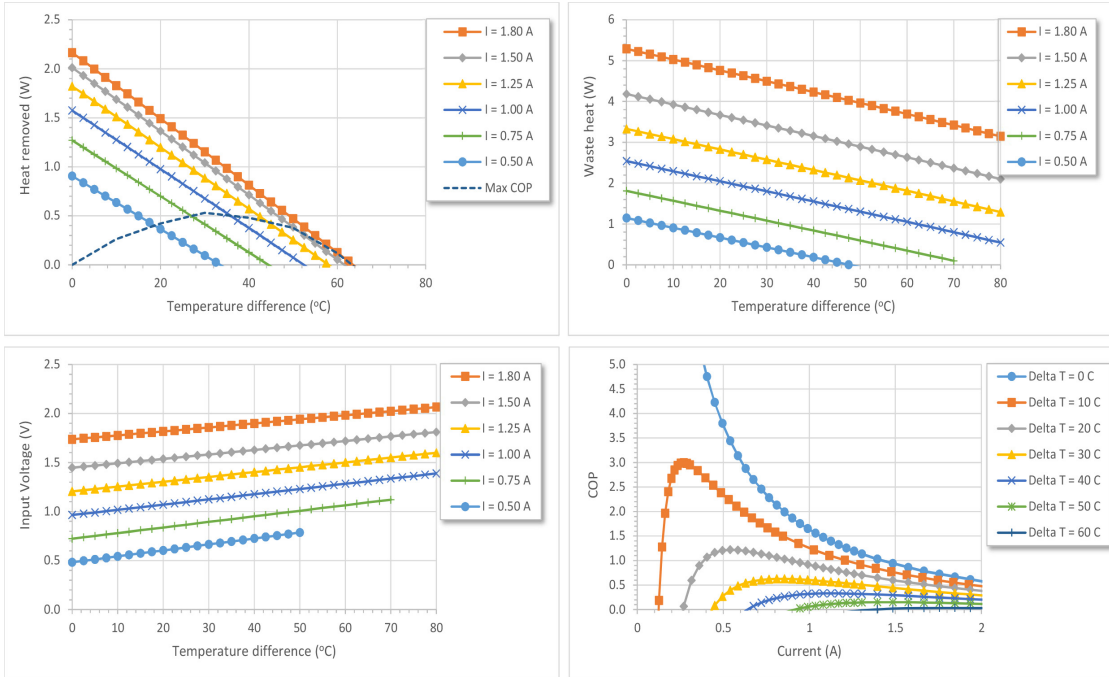 2.5
2.0
1.5
1.0
0.5
0.0
0
20
40
60
80
Heat removed (W)
Temperature difference (ºC)
I = 1.80 A
I = 1.50 A
I = 1.25 A
I = 1.00 A
I = 0.75 A
I = 0.50 A
Max COP
6
5
4
3
2
1
0
0
10
20
30
40
50
60
70
80
Waste heat (W)
Temperature difference (ºC)
I = 1.80 A
I = 1.50 A
I = 1.25 A
I = 1.00 A
I = 0.75 A
I = 0.50 A
2.5
2.0
1.5
1.0
0.5
0.0
0
10
20
30
40
50
60
70
80
Input Voltage (V)
Temperature difference (ºC)
I = 1.80 A
I = 1.50 A
I = 1.25 A
I = 1.00 A
I = 0.75 A
I = 0.50 A
5.0
4.5
4.0
3.5
3.0
2.5
2.0
1.5
1.0
0.5
0.0
0
0.5
1
1.5
2
COP
Current (A)
Delta T = 0 C
Delta T = 10 C
Delta T = 20 C
Delta T = 30 C
Delta T = 40 C
Delta T = 50 C
Delta T = 60 C